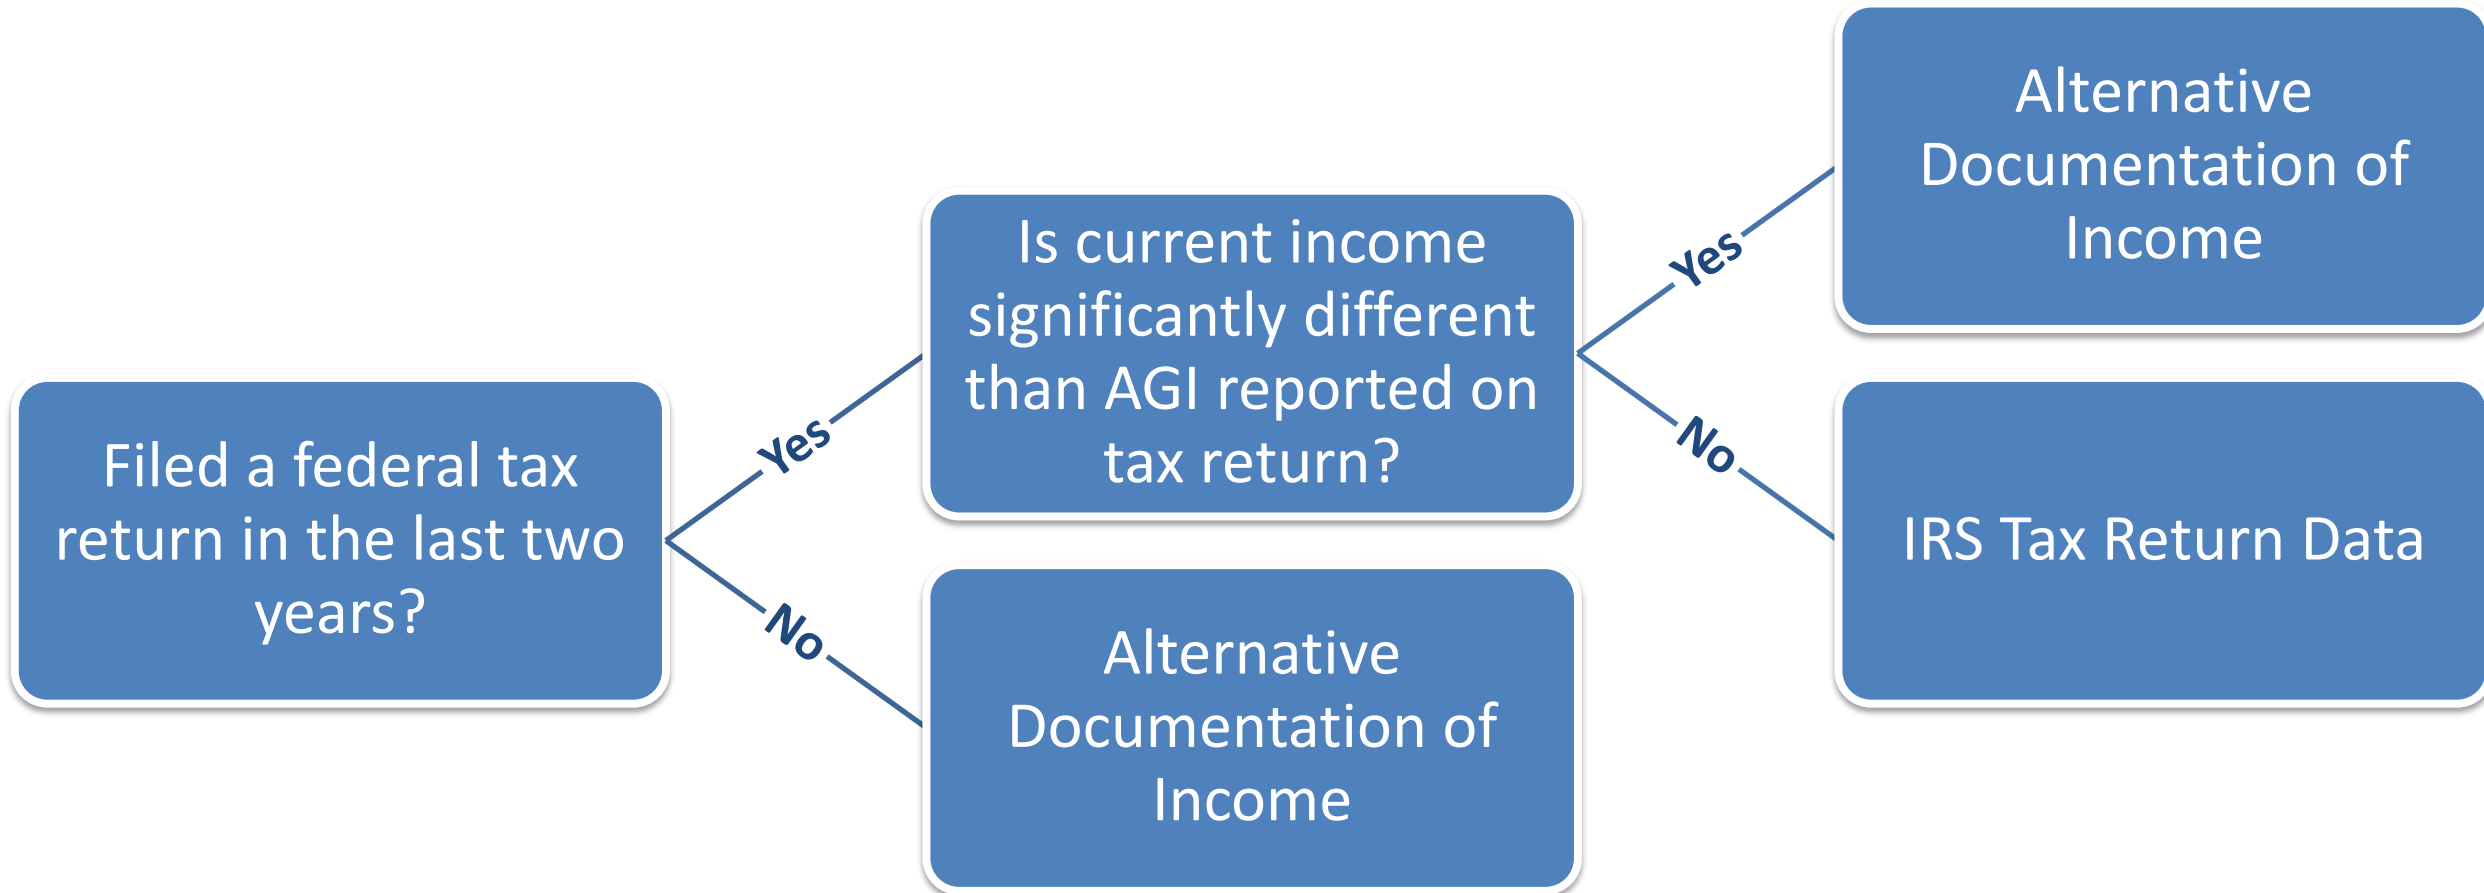 Filed a federal tax
return in the last two
years?
Yes
No
Is current income
significantly different
than AGI reported on
tax return?
Alternative
Documentation of
Income
Yes
No
Alternative
Documentation of
Income
IRS Tax Return Data